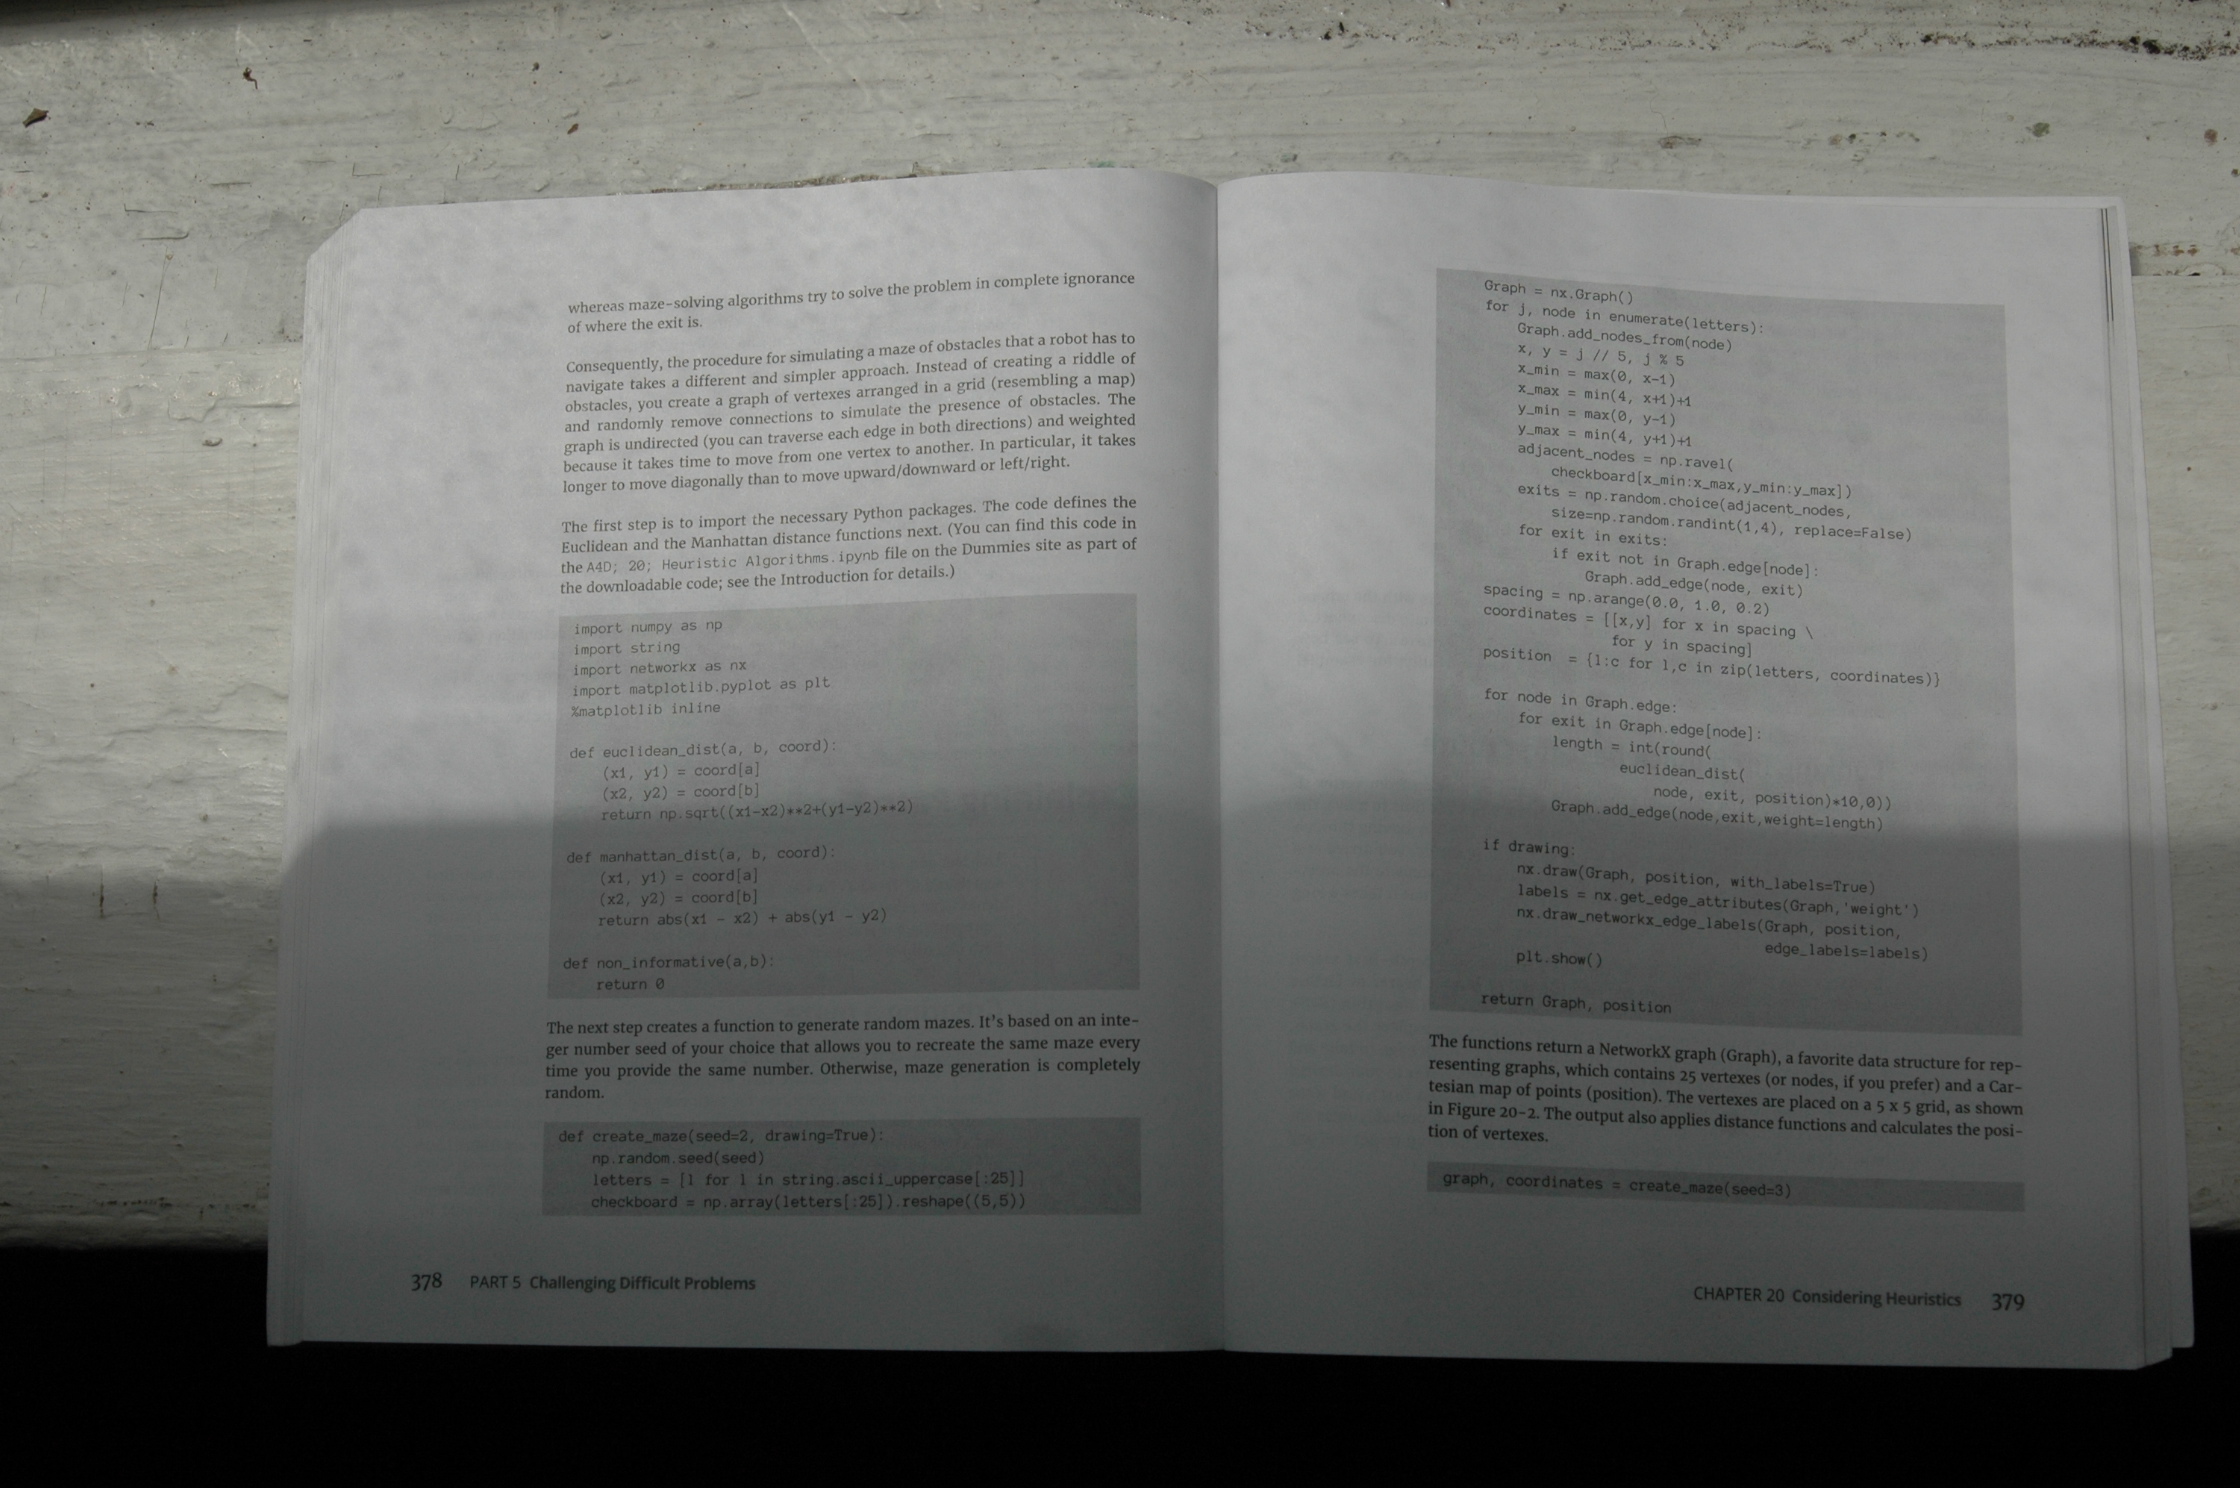 whereas maze-solving algorithms try to solve the problem in complete ignorance
of where the exit is.
Consequently, the procedure for simulating a maze of obstacles that a robot has to
navigate takes a different and simpler approach. Instead of creating a riddle of
obstacles, you create a graph of vertexes arranged in a grid (resembling a map)
and randomly remove connections to simulate the presence of obstacles. The
graph is undirected (you can traverse each edge in both directions) and weighted
because it takes time to move from one vertex to another. In particular, it takes
longer to move diagonally than to move upward/downward or left/right.
The first step is to import the necessary Python packages. The code defines the
Euclidean and the Manhattan distance functions next. (You can find this code in
the A4D; 20; Heuristic Algorithms.ipynb file on the Dummies site as part of
the downloadable code; see the Introduction for details.)
import numpy as np
import string
import networkx as nx
import matplotlib.pyplot as plt
%matplotlib inline
def euclidean_dist(a, b, coord):
    (x1, y1) = coord[a]
    (x2, y2) = coord[b]
    return np.sqrt((x1-x2)**2+(y1-y2)**2)
def manhattan_dist(a, b, coord):
    (x1, y1) = coord[a]
    (x2, y2) = coord[b]
    return abs(x1 - x2) + abs(y1 - y2)
def non_informative(a,b):
    return 0
The next step creates a function to generate random mazes. It's based on an inte-
ger number seed of your choice that allows you to recreate the same maze every
time you provide the same number. Otherwise, maze generation is completely
random.
def create_maze(seed=2, drawing=True):
    np.random.seed(seed)
    letters = [l for l in string.ascii_uppercase[:25]]
    checkboard = np.array(letters[:25]).reshape((5,5))
378 PART 5 Challenging Difficult Problems
Graph = nx.Graph()
for j, node in enumerate(letters):
    Graph.add_nodes_from(node)
    x, y = j // 5, j % 5
    x_min = max(0, x-1)
    x_max = min(4, x+1)+1
    y_min = max(0, y-1)
    y_max = min(4, y+1)+1
    adjacent_nodes = np.ravel(
        checkboard[x_min:x_max,y_min:y_max])
    exits = np.random.choice(adjacent_nodes,
        size=np.random.randint(1,4), replace=False)
    for exit in exits:
        if exit not in Graph.edge[node]:
            Graph.add_edge(node, exit)
spacing = np.arange(0.0, 1.0, 0.2)
coordinates = [[x,y] for x in spacing \
               for y in spacing]
position  = {l:c for l,c in zip(letters, coordinates)}
for node in Graph.edge:
    for exit in Graph.edge[node]:
        length = int(round(
                euclidean_dist(
                    node, exit, position)*10,0))
        Graph.add_edge(node,exit,weight=length)
if drawing:
    nx.draw(Graph, position, with_labels=True)
    labels = nx.get_edge_attributes(Graph,'weight')
    nx.draw_networkx_edge_labels(Graph, position,
                                 edge_labels=labels)
    plt.show()
return Graph, position
The functions return a NetworkX graph (Graph), a favorite data structure for rep-
resenting graphs, which contains 25 vertexes (or nodes, if you prefer) and a Car-
tesian map of points (position). The vertexes are placed on a 5 x 5 grid, as shown
in Figure 20-2. The output also applies distance functions and calculates the posi-
tion of vertexes.
graph, coordinates = create_maze(seed=3)
CHAPTER 20 Considering Heuristics 379